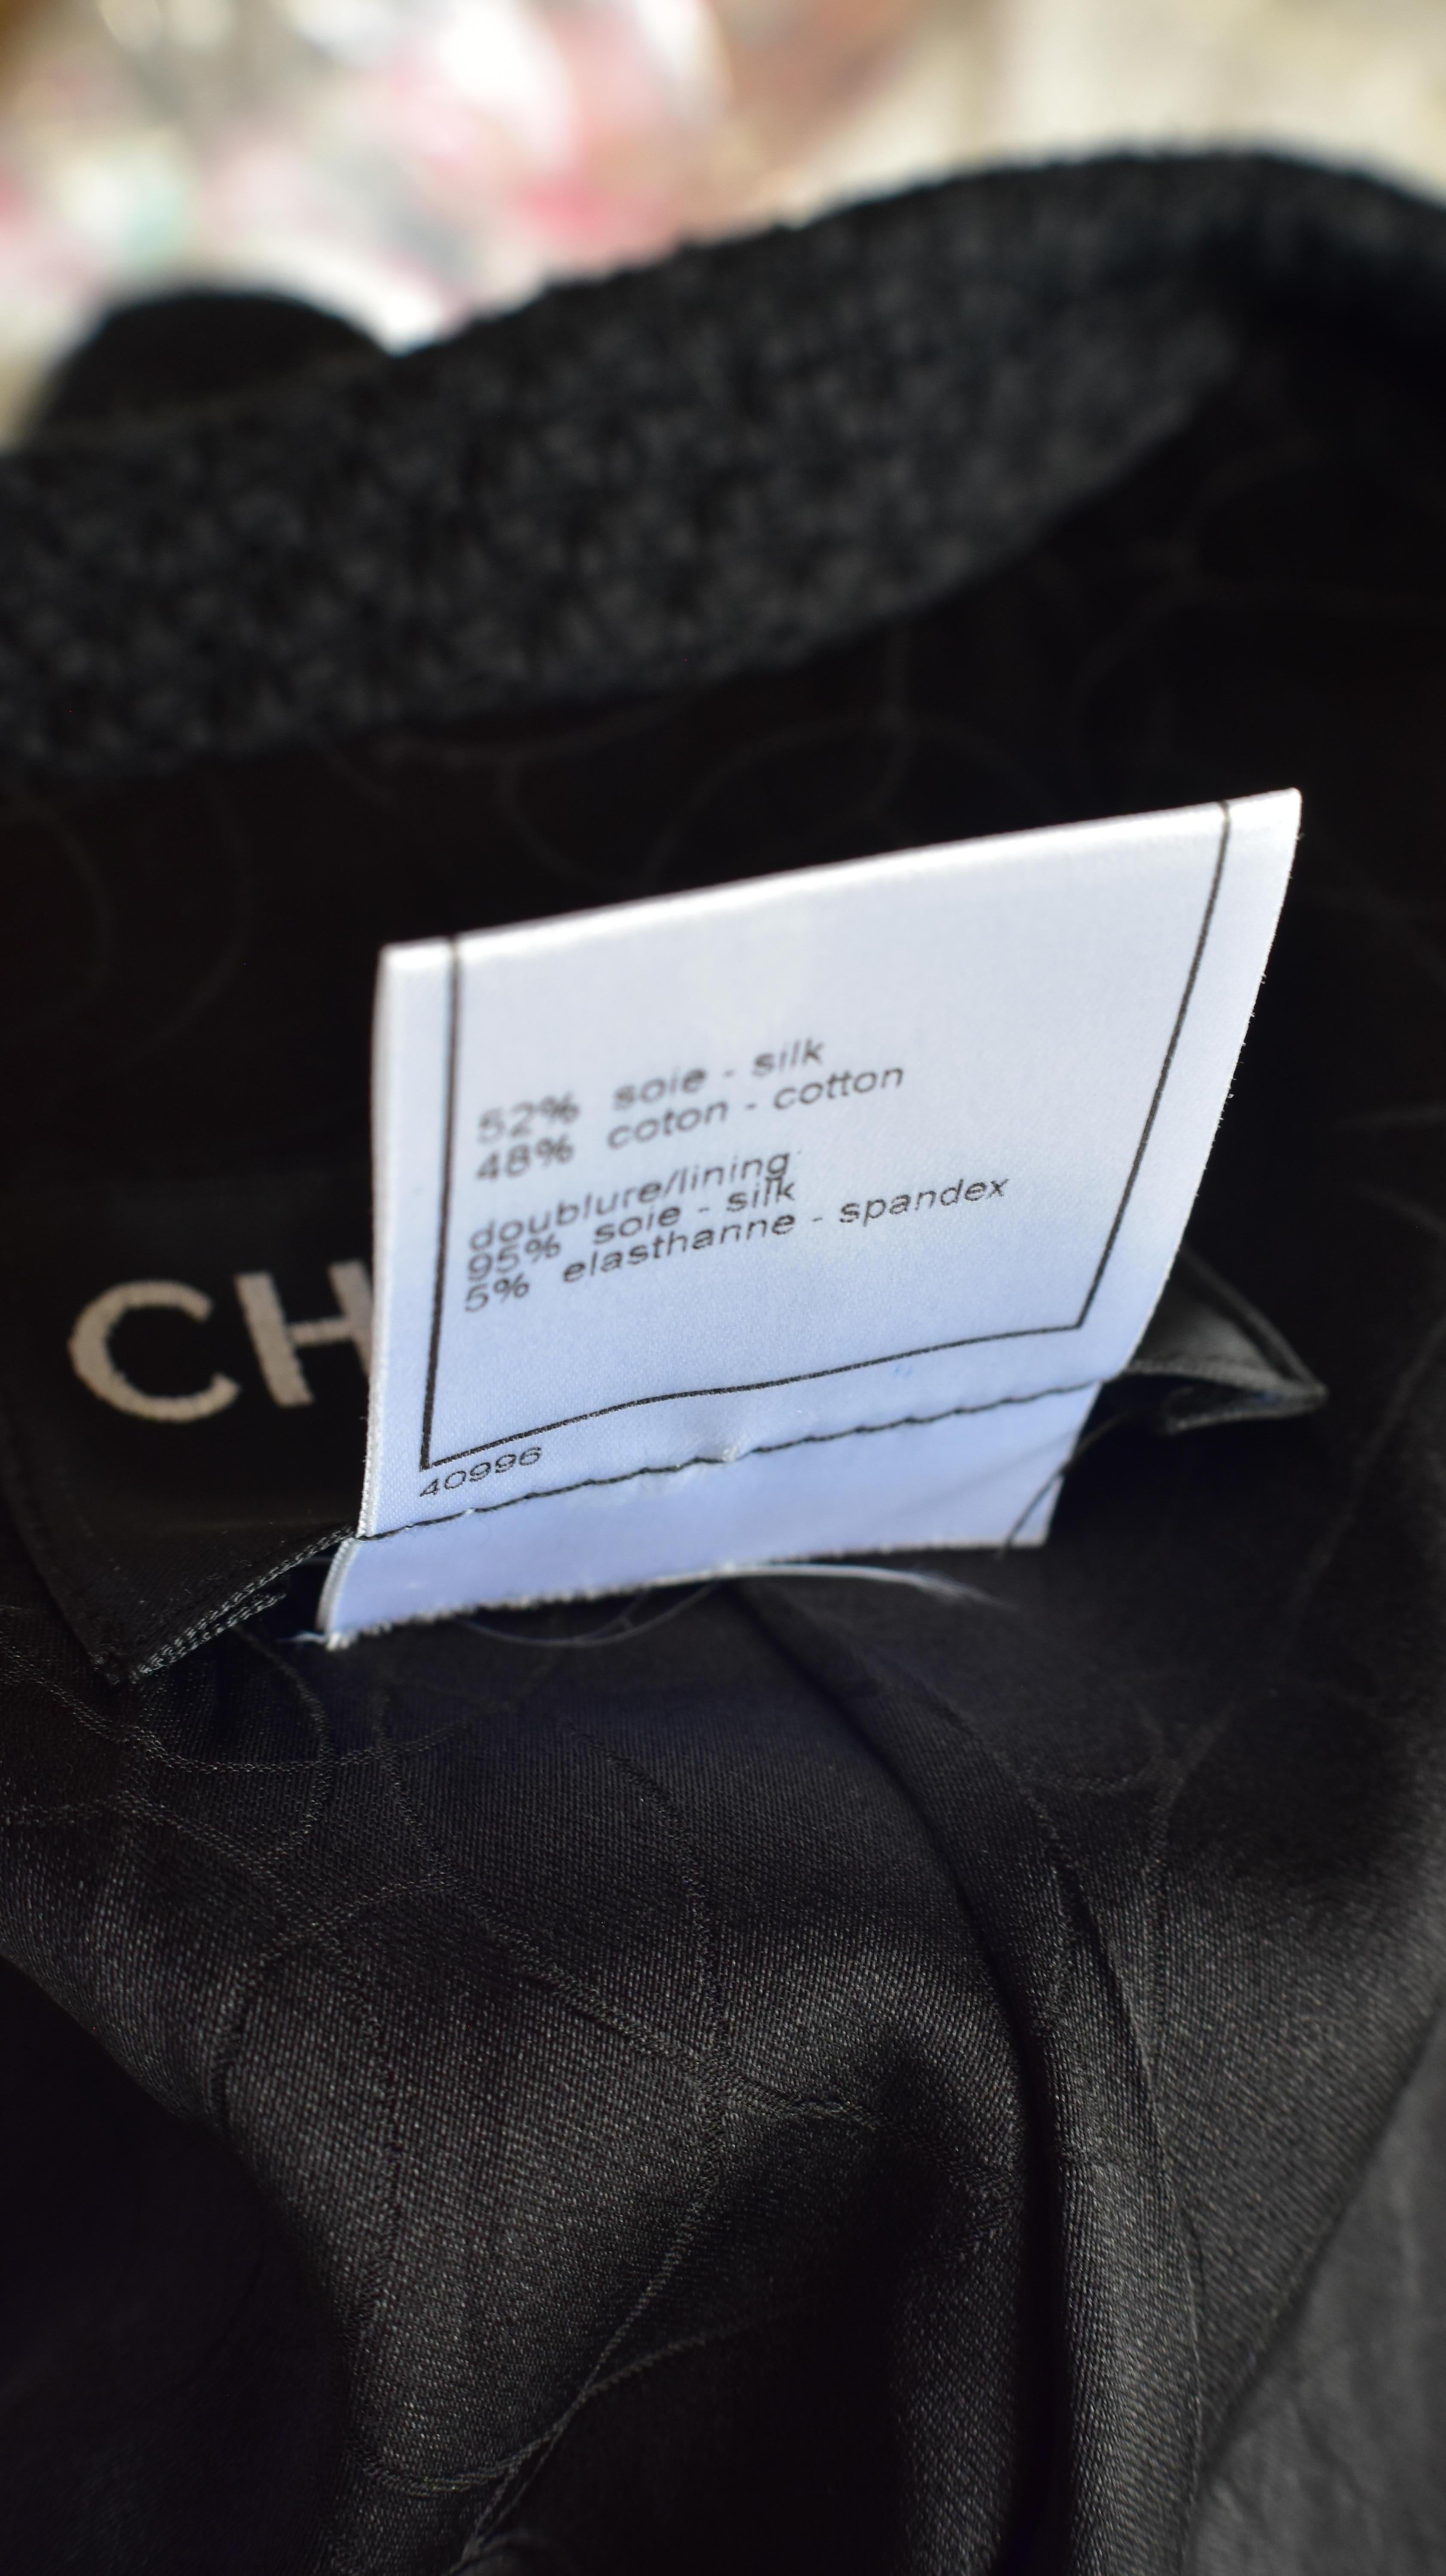 52% soie - silk
48% coton - cotton
doublure/lining
95% soie - silk
5% elasthanne - spandex
CH
40996